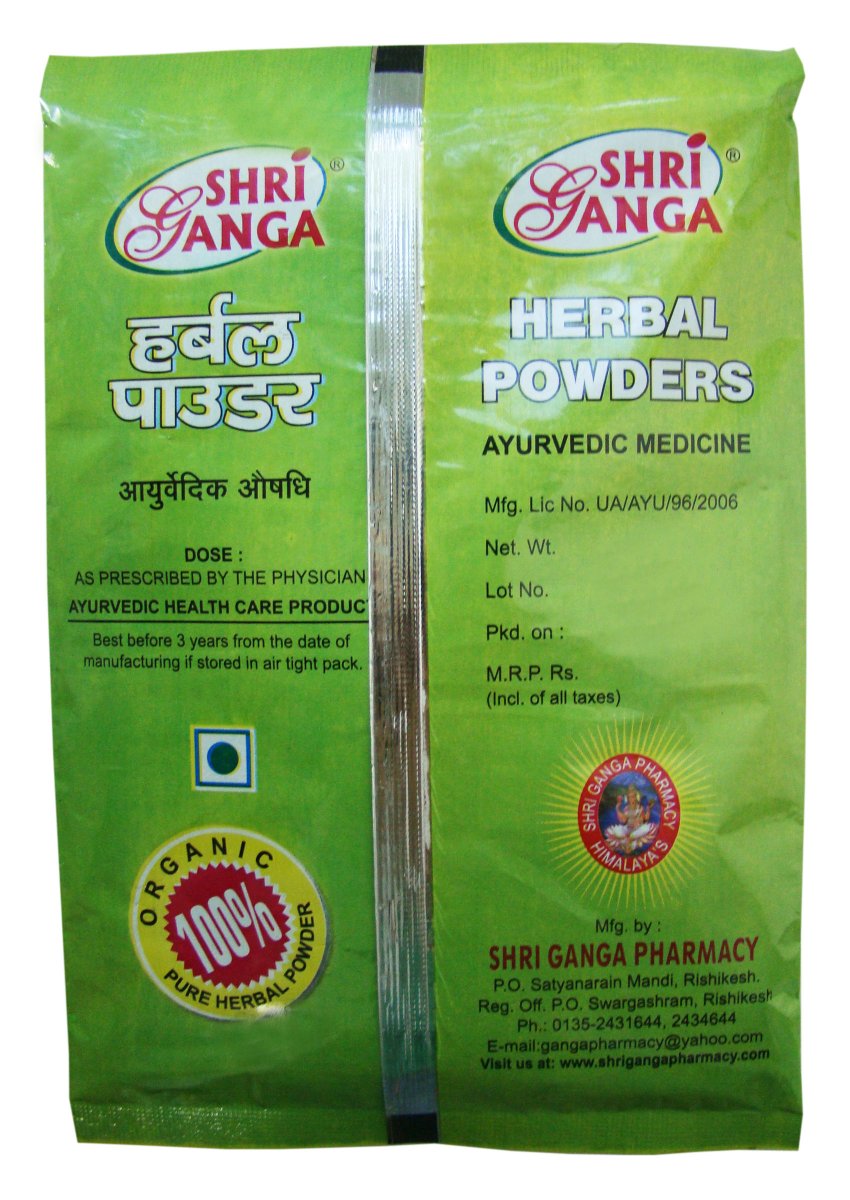 SHRI
GANGA
®
हर्बल
पाउडर
आयुर्वेदिक औषधि
DOSE :
AS PRESCRIBED BY THE PHYSICIAN
AYURVEDIC HEALTH CARE PRODUC
Best before 3 years from the date of
manufacturing if stored in air tight pack.
ORGANIC
100%
PURE HERBAL POWDER
SHRI
GANGA
®
HERBAL
POWDERS
AYURVEDIC MEDICINE
Mfg. Lic No. UA/AYU/96/2006
Net. Wt.
Lot No.
Pkd. on :
M.R.P. Rs.
(Incl. of all taxes)
SHRI GANGA PHARMACY
HIMALAYA'S
Mfg. by :
SHRI GANGA PHARMACY
P.O. Satyanarain Mandi, Rishikesh.
Reg. Off. P.O. Swargashram, Rishikesh
Ph.: 0135-2431644, 2434644
E-mail:gangapharmacy@yahoo.com
Visit us at: www.shrigangapharmacy.com